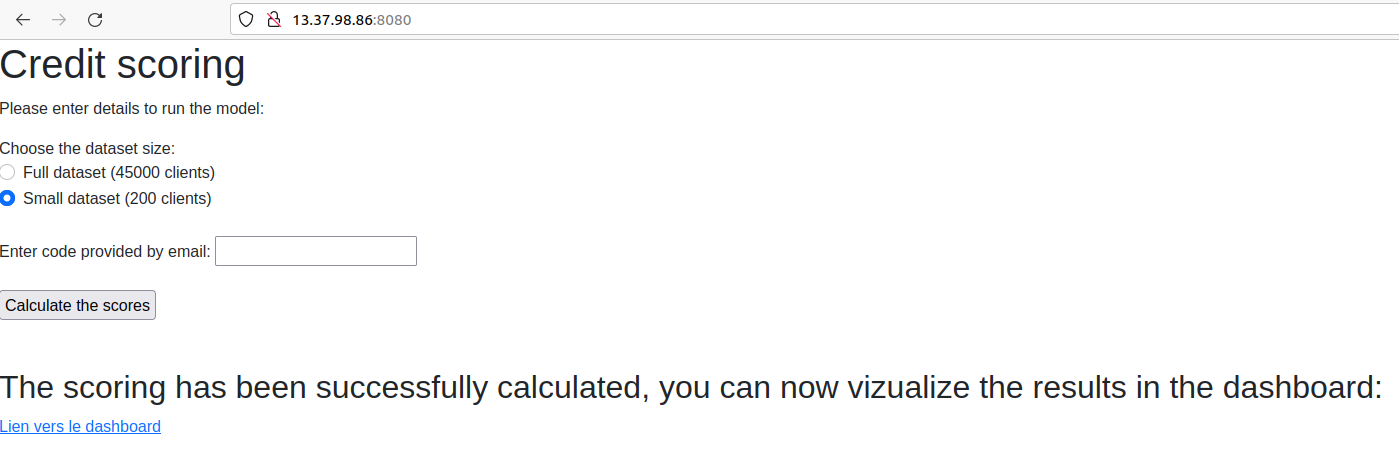 13.37.98.86:8080
Credit scoring
Please enter details to run the model:
Choose the dataset size:
Full dataset (45000 clients)
Small dataset (200 clients)
Enter code provided by email:
Calculate the scores
The scoring has been successfully calculated, you can now vizualize the results in the dashboard:
Lien vers le dashboard